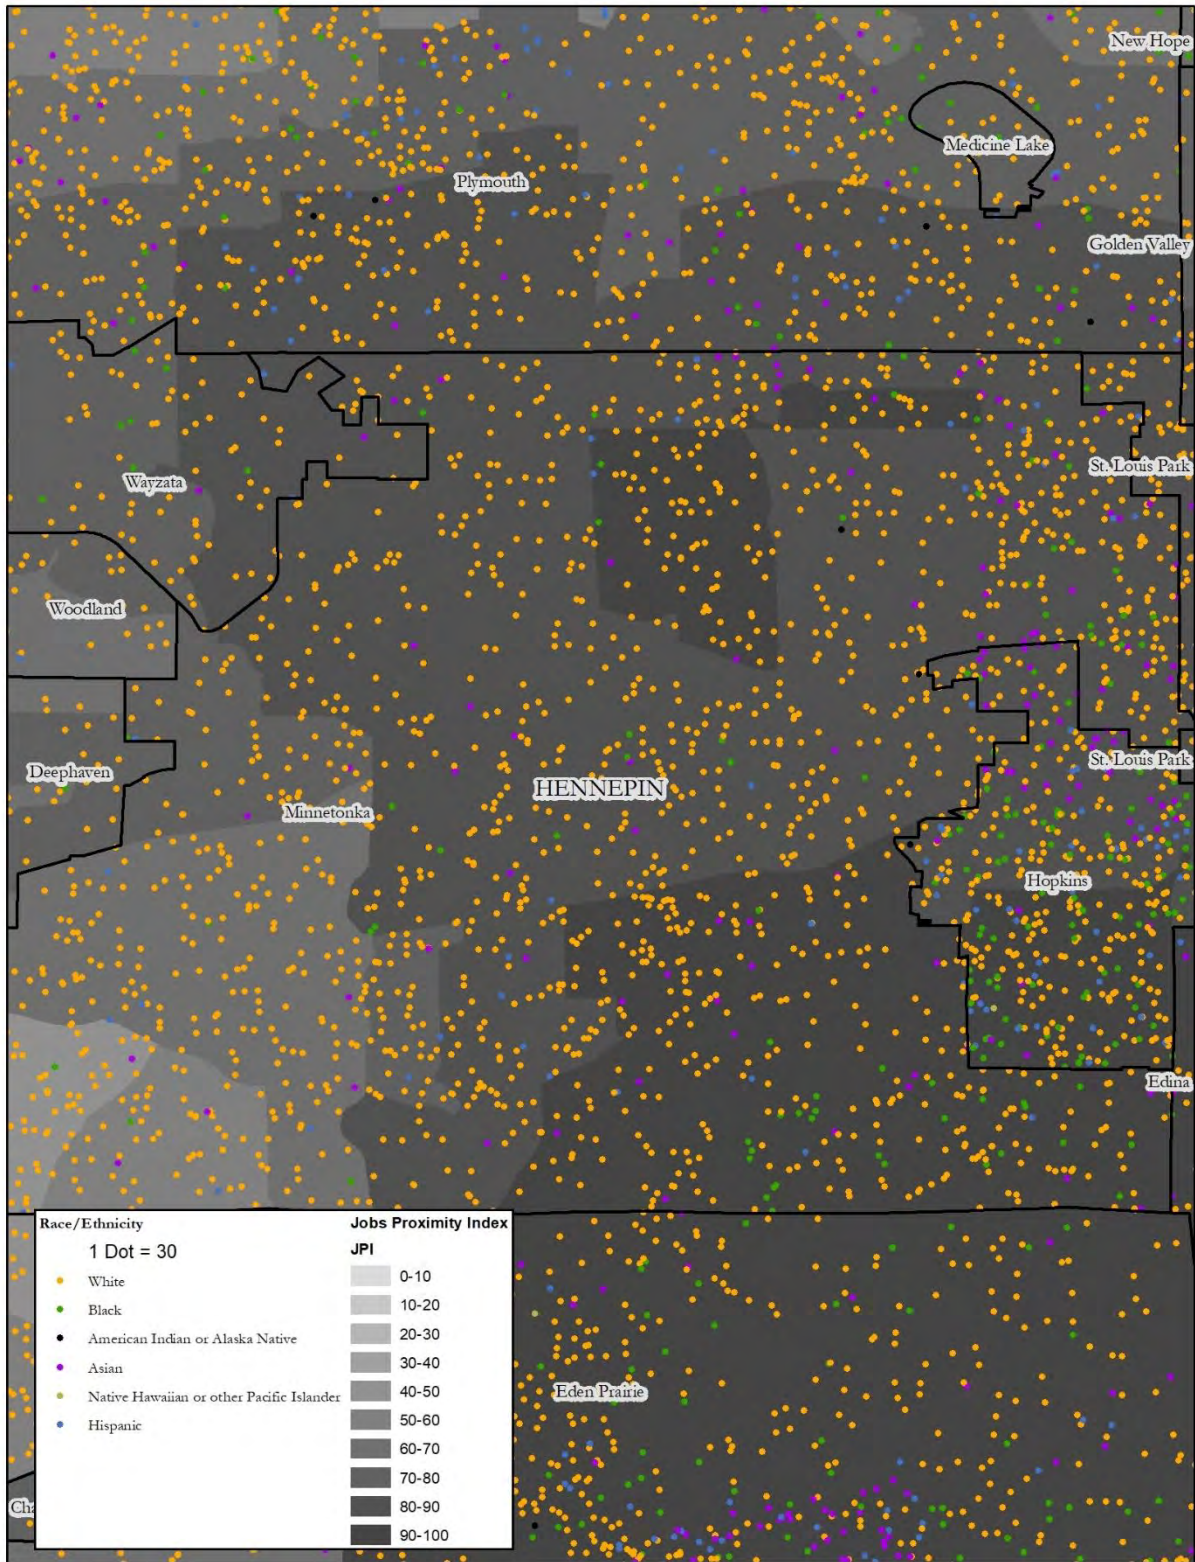 New Hope
Medicine Lake
Plymouth
Golden Valley
St. Louis Park
Wayzata
Woodland
St. Louis Park
Deephaven
HENNEPIN
Minnetonka
Hopkins
Edina
Race/Ethnicity
1 Dot = 30
White
Black
American Indian or Alaska Native
Asian
Native Hawaiian or other Pacific Islander
Hispanic
Jobs Proximity Index
JPI
0-10
10-20
20-30
30-40
40-50
50-60
60-70
70-80
80-90
90-100
Eden Prairie
Cha